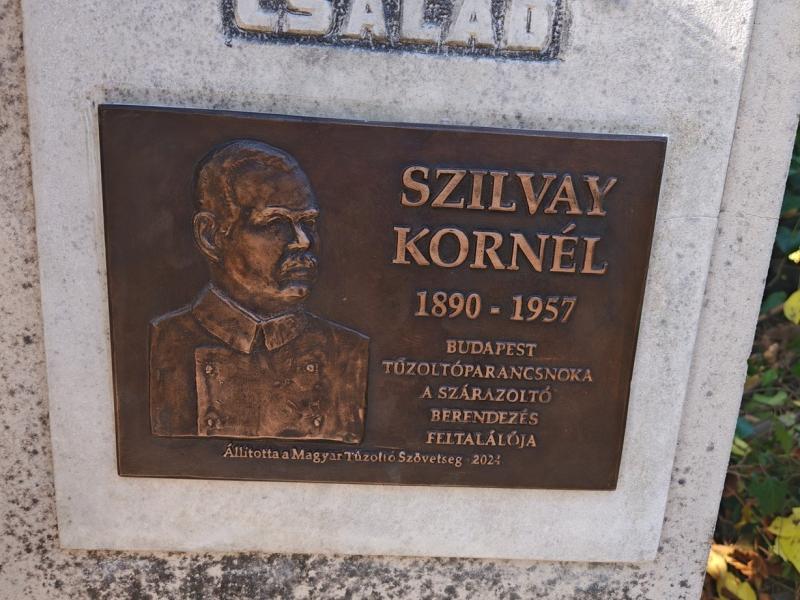 CSALÁD
SZILVAY
KORNÉL
1890 - 1957
BUDAPEST
TŰZOLTÓPARANCSNOKA
A SZÁRAZOLTÓ
BERENDEZÉS
FELTALÁLÓJA
Állította a Magyar Tűzoltó Szövetség 2024